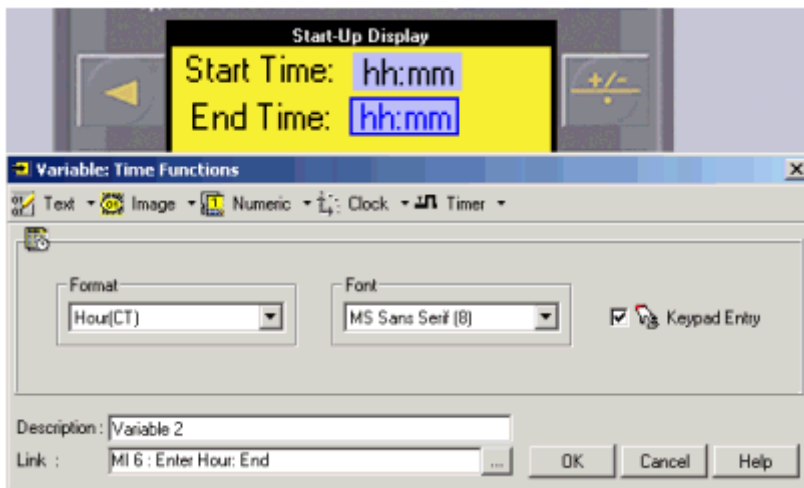 Start-Up Display
Start Time: hh:mm
+/-
End Time: hh:mm
Variable: Time Functions
Text Image Numeric Clock Timer
Format Font
Hour(CT) MS Sans Serif (8) Keypad Entry
Description : Variable 2
Link : MI 6 : Enter Hour: End ... OK Cancel Help